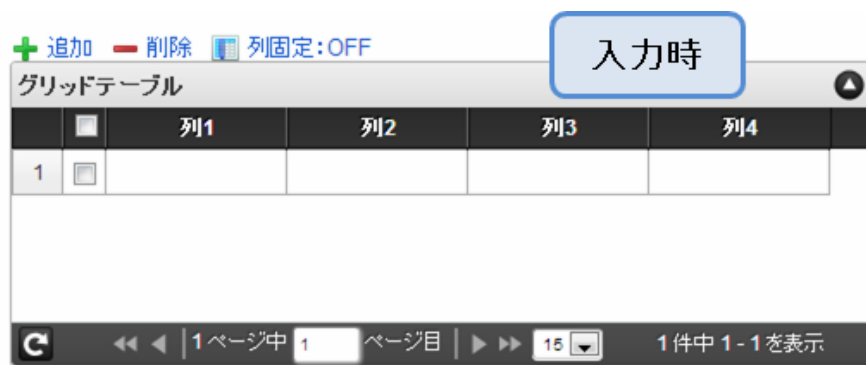 追加 削除 列固定:OFF
入力時
グリッドテーブル
列1 列2 列3 列4
1
1 ページ中 1 ページ目 15 1 件中 1 - 1 を表示